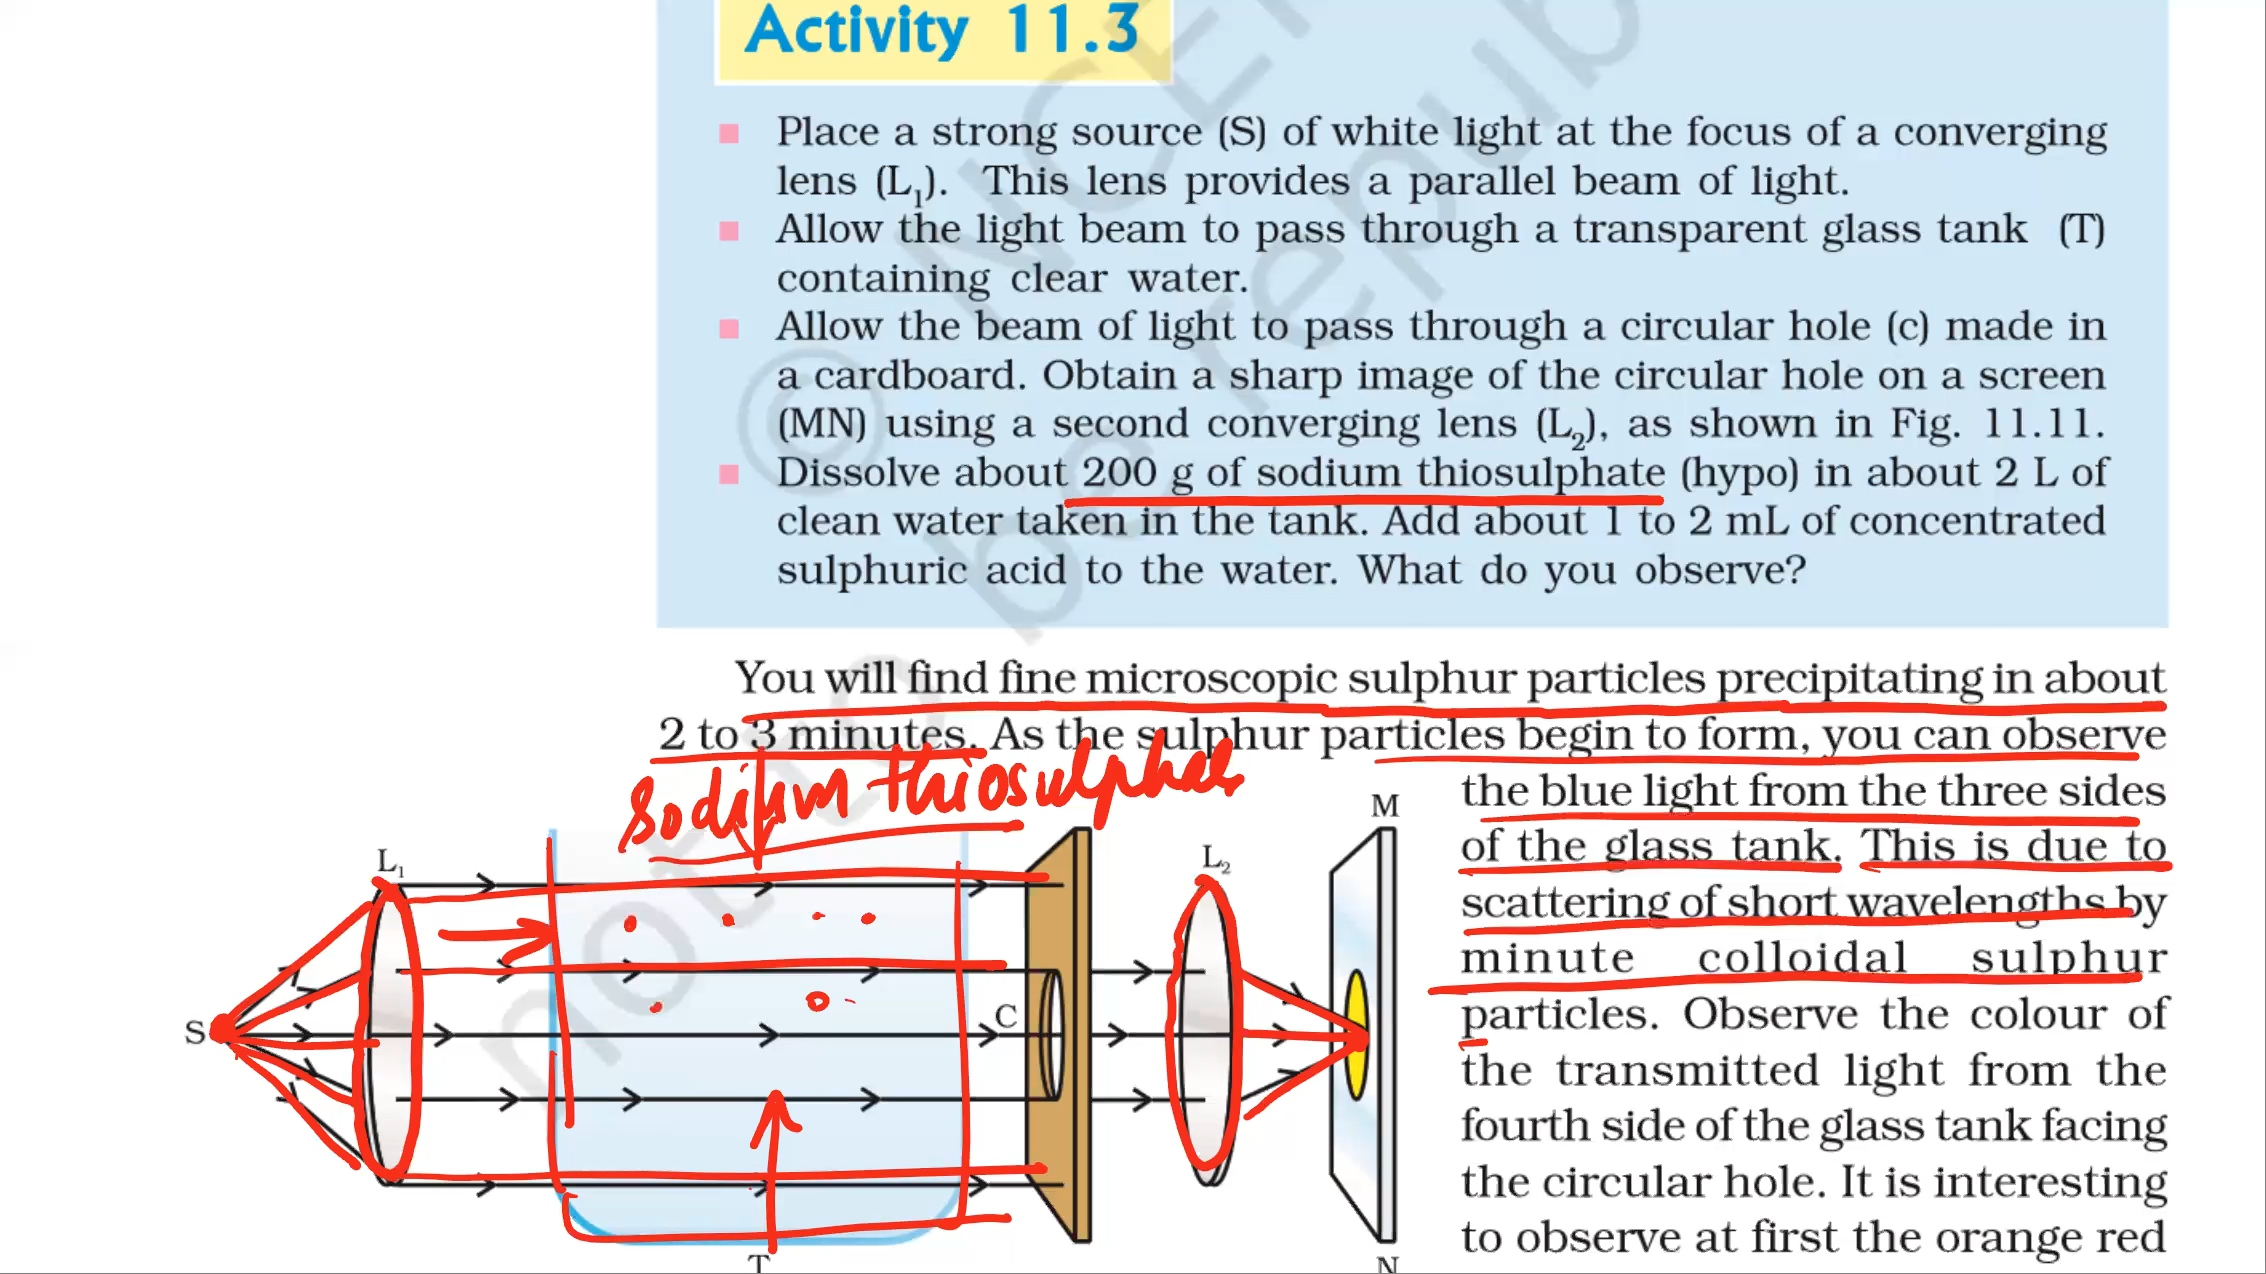 Activity 11.3
Place a strong source (S) of white light at the focus of a converging
lens (L₁). This lens provides a parallel beam of light.
Allow the light beam to pass through a transparent glass tank (T)
containing clear water.
Allow the beam of light to pass through a circular hole (c) made in
a cardboard. Obtain a sharp image of the circular hole on a screen
(MN) using a second converging lens (L₂), as shown in Fig. 11.11.
Dissolve about 200 g of sodium thiosulphate (hypo) in about 2 L of
clean water taken in the tank. Add about 1 to 2 mL of concentrated
sulphuric acid to the water. What do you observe?
You will find fine microscopic sulphur particles precipitating in about
2 to 3 minutes. As the sulphur particles begin to form, you can observe
the blue light from the three sides
of the glass tank. This is due to
scattering of short wavelengths by
minute colloidal sulphur
particles. Observe the colour of
the transmitted light from the
fourth side of the glass tank facing
the circular hole. It is interesting
to observe at first the orange red
sodium thiosulphate
L₁
L₂
M
S
C
T
N
© NCE
not to be repub